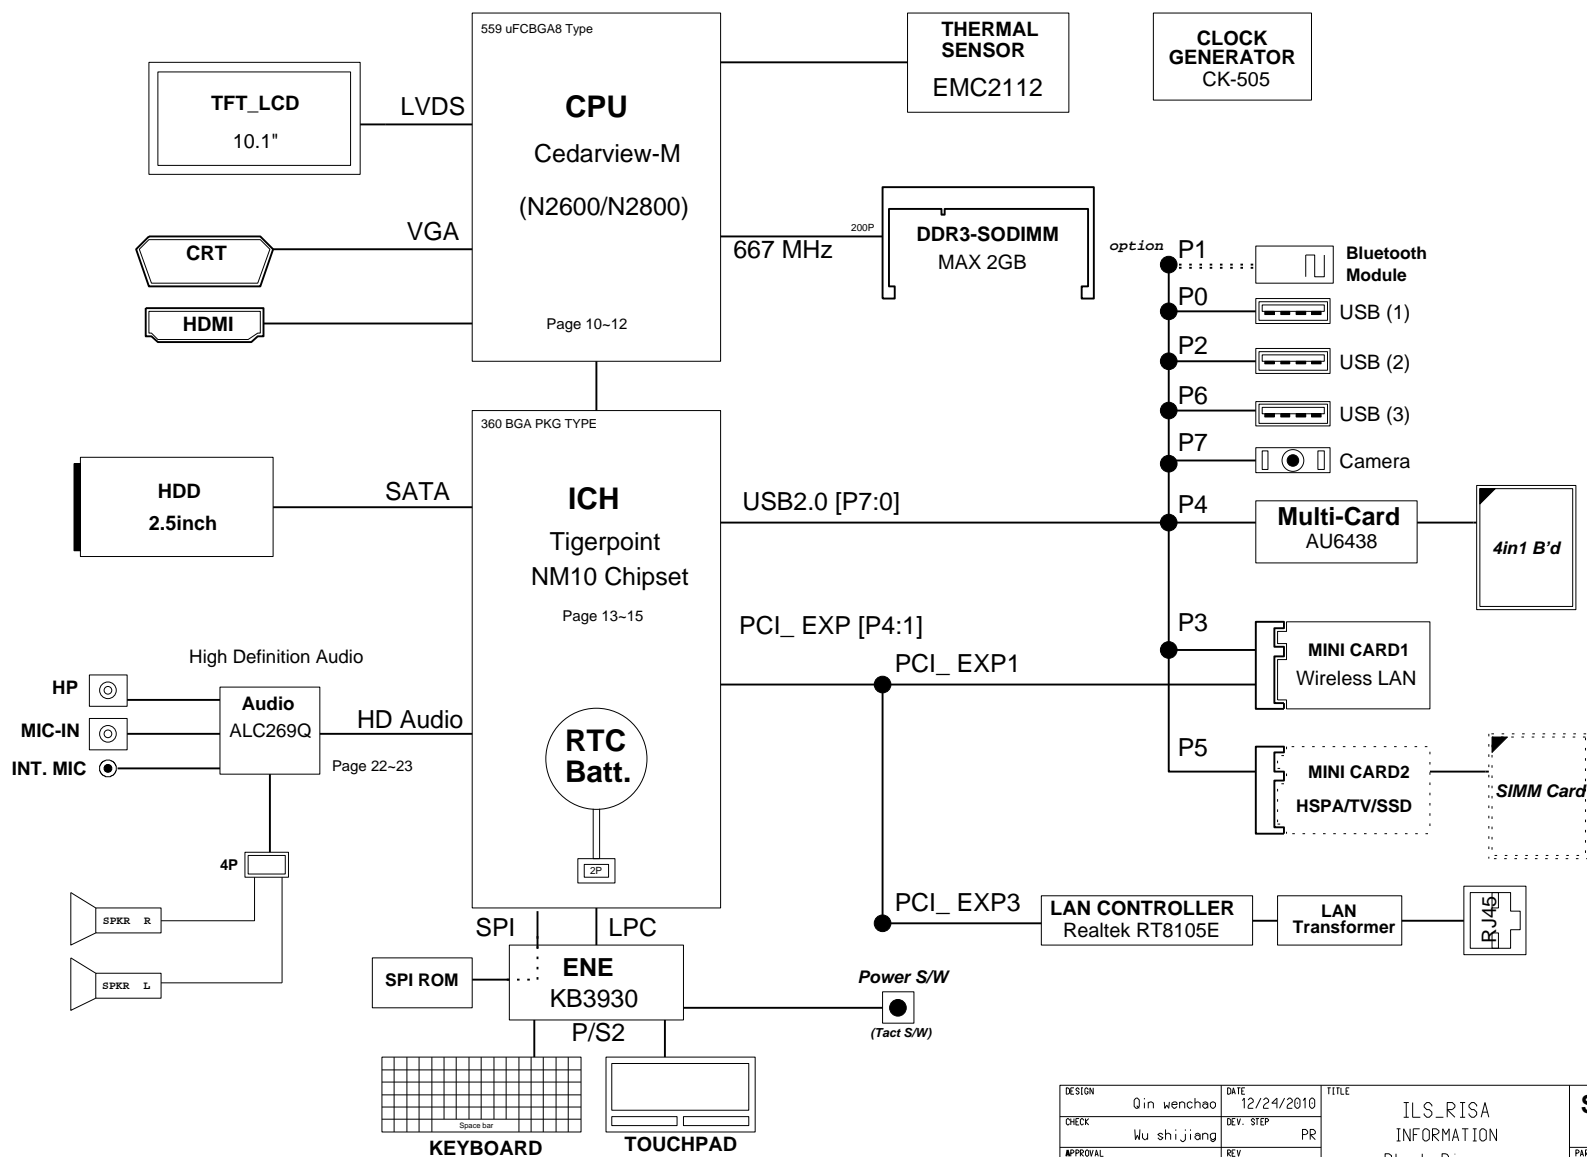 559 uFCBGA8 Type
CPU
Cedarview-M
(N2600/N2800)
Page 10~12
THERMAL
SENSOR
EMC2112
CLOCK
GENERATOR
CK-505
TFT_LCD
10.1"
LVDS
CRT
VGA
HDMI
667 MHz
200P
DDR3-SODIMM
MAX 2GB
option
P1
Bluetooth
Module
P0
USB (1)
P2
USB (2)
P6
USB (3)
P7
Camera
P4
Multi-Card
AU6438
4in1 B'd
360 BGA PKG TYPE
ICH
Tigerpoint
NM10 Chipset
Page 13~15
HDD
2.5inch
SATA
USB2.0 [P7:0]
PCI_ EXP [P4:1]
PCI_ EXP1
P3
MINI CARD1
Wireless LAN
P5
MINI CARD2
HSPA/TV/SSD
SIMM Card
High Definition Audio
HP
MIC-IN
INT. MIC
Audio
ALC269Q
HD Audio
Page 22~23
RTC
Batt.
2P
4P
SPKR R
SPKR L
PCI_ EXP3
LAN CONTROLLER
Realtek RT8105E
LAN
Transformer
RJ45
SPI
LPC
SPI ROM
ENE
KB3930
P/S2
Power S/W
(Tact S/W)
Space bar
KEYBOARD
TOUCHPAD
DESIGN
Qin wenchao
DATE
12/24/2010
TITLE
ILS_RISA
INFORMATION
CHECK
Wu shijiang
DEV. STEP
PR
APPROVAL
REV